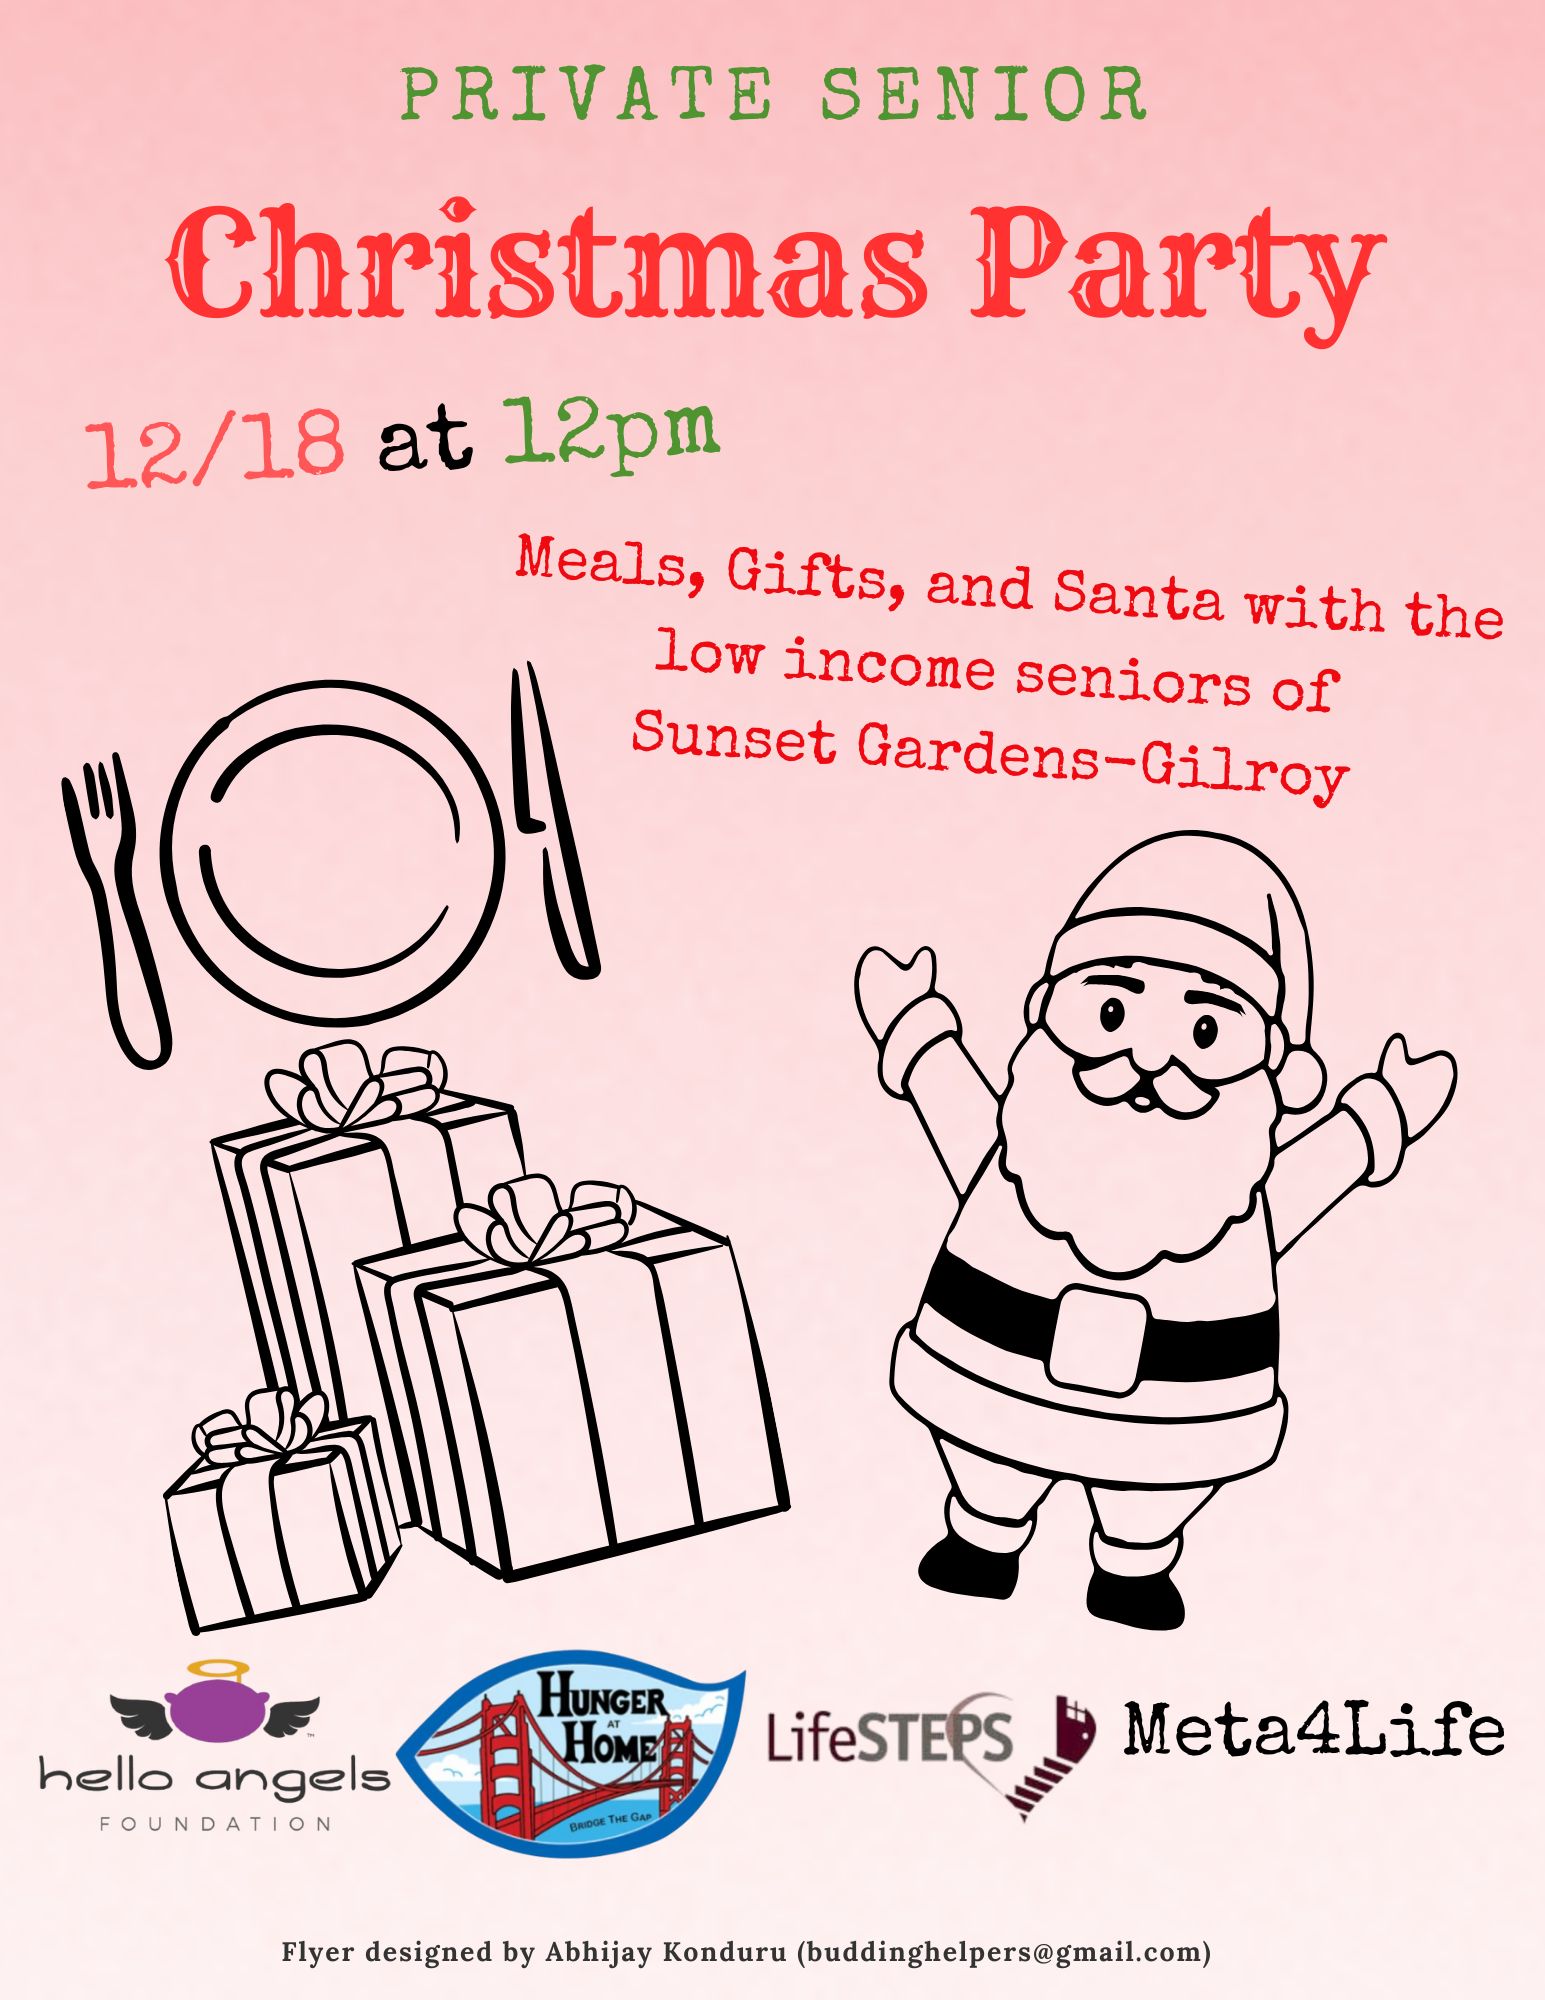 PRIVATE SENIOR
Christmas Party
12/18 at 12pm
Meals, Gifts, and Santa with the
low income seniors of
Sunset Gardens-Gilroy
hello angels
FOUNDATION
™
HUNGER
AT
HOME
BRIDGE THE GAP
LifeSTEPS
Meta4Life
Flyer designed by Abhijay Konduru (buddinghelpers@gmail.com)